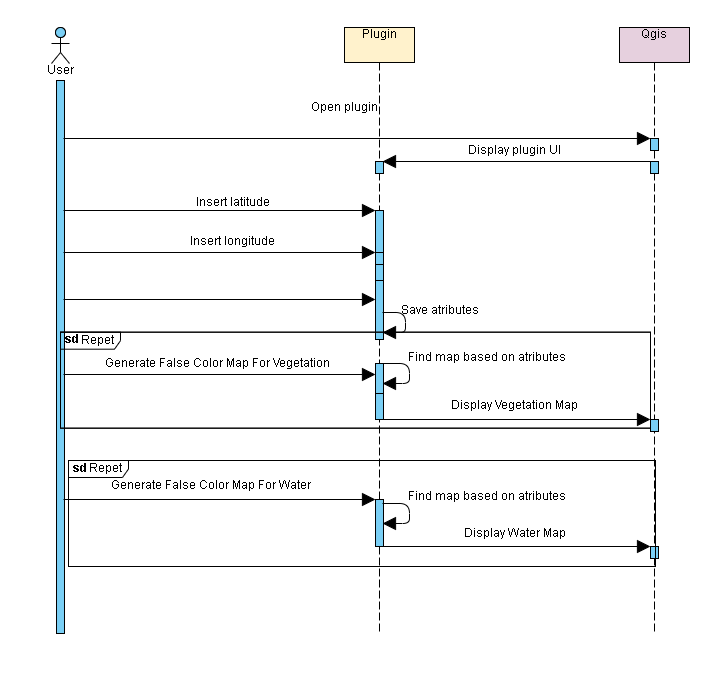 User
Plugin
Qgis
Open plugin
Display plugin UI
Insert latitude
Insert longitude
Save atributes
sd Repet
Generate False Color Map For Vegetation
Find map based on atributes
Display Vegetation Map
sd Repet
Generate False Color Map For Water
Find map based on atributes
Display Water Map